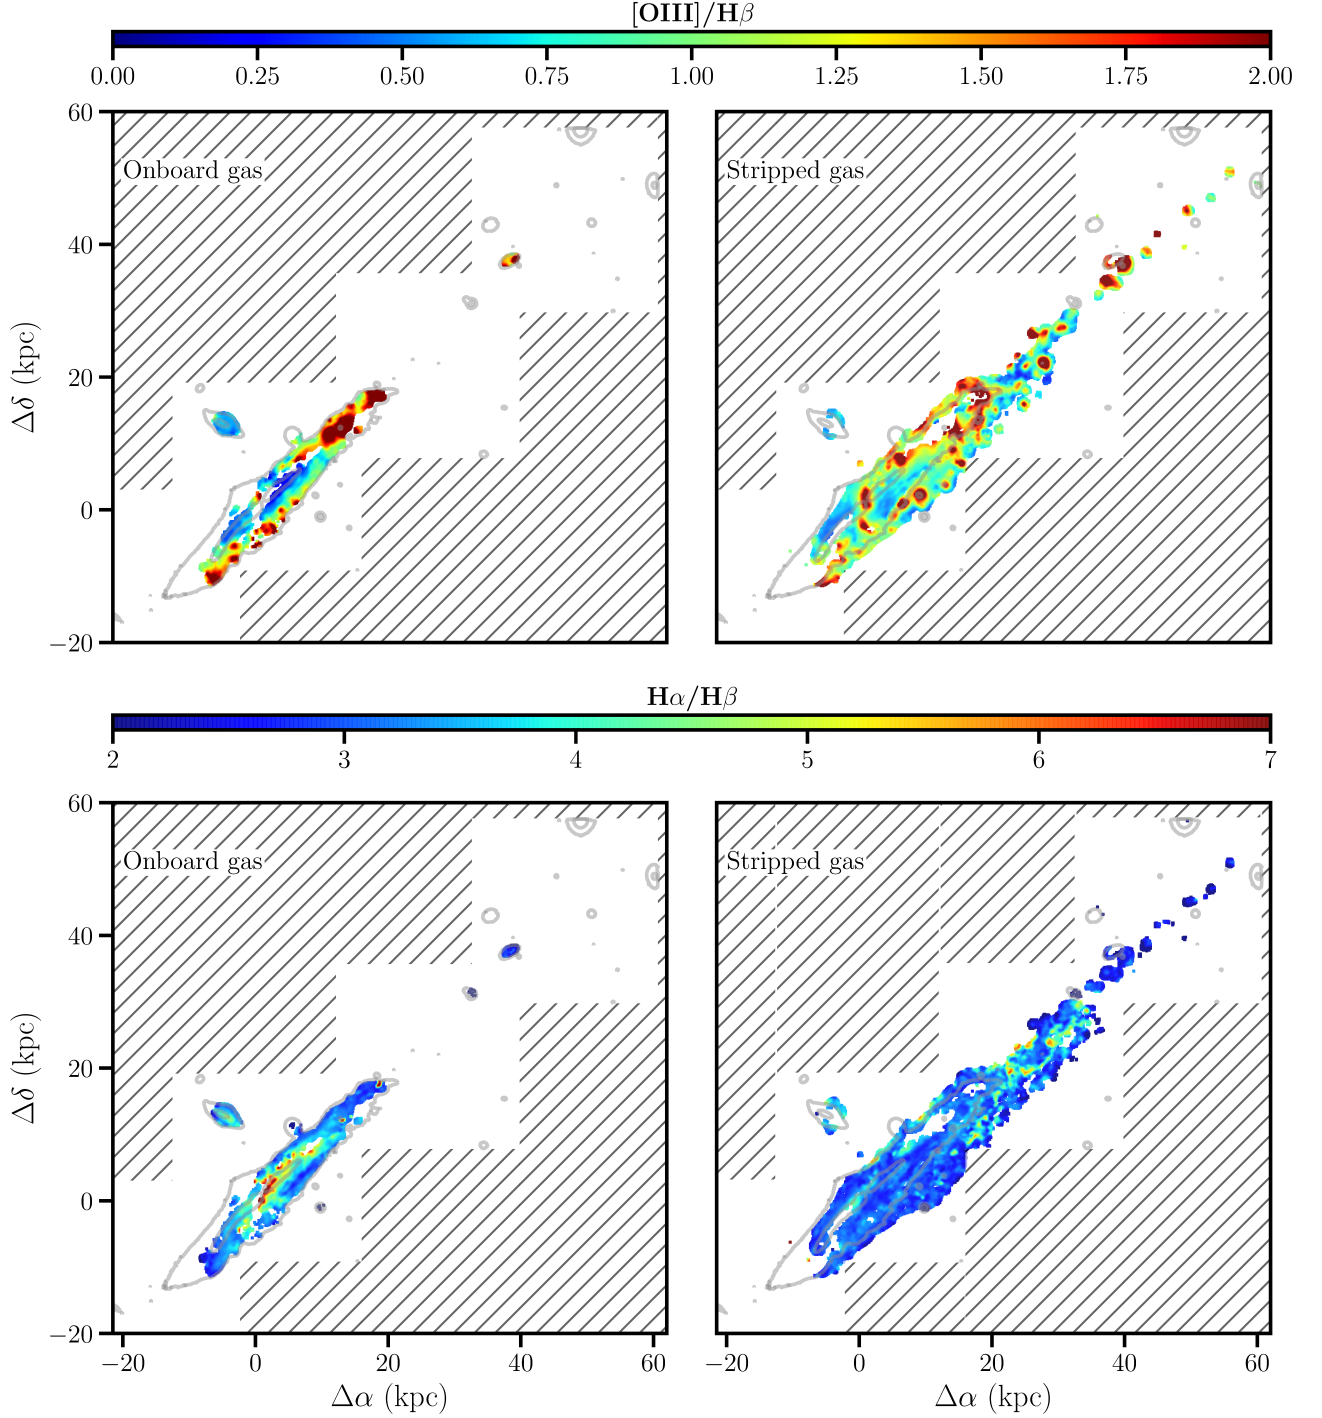 [OIII]/Hβ
0.00 0.25 0.50 0.75 1.00 1.25 1.50 1.75 2.00
60
40
20
0
−20
Δδ (kpc)
Onboard gas
Stripped gas
Hα/Hβ
2 3 4 5 6 7
60
40
20
0
−20
Δδ (kpc)
Onboard gas
Stripped gas
−20 0 20 40 60
−20 0 20 40 60
Δα (kpc)
Δα (kpc)